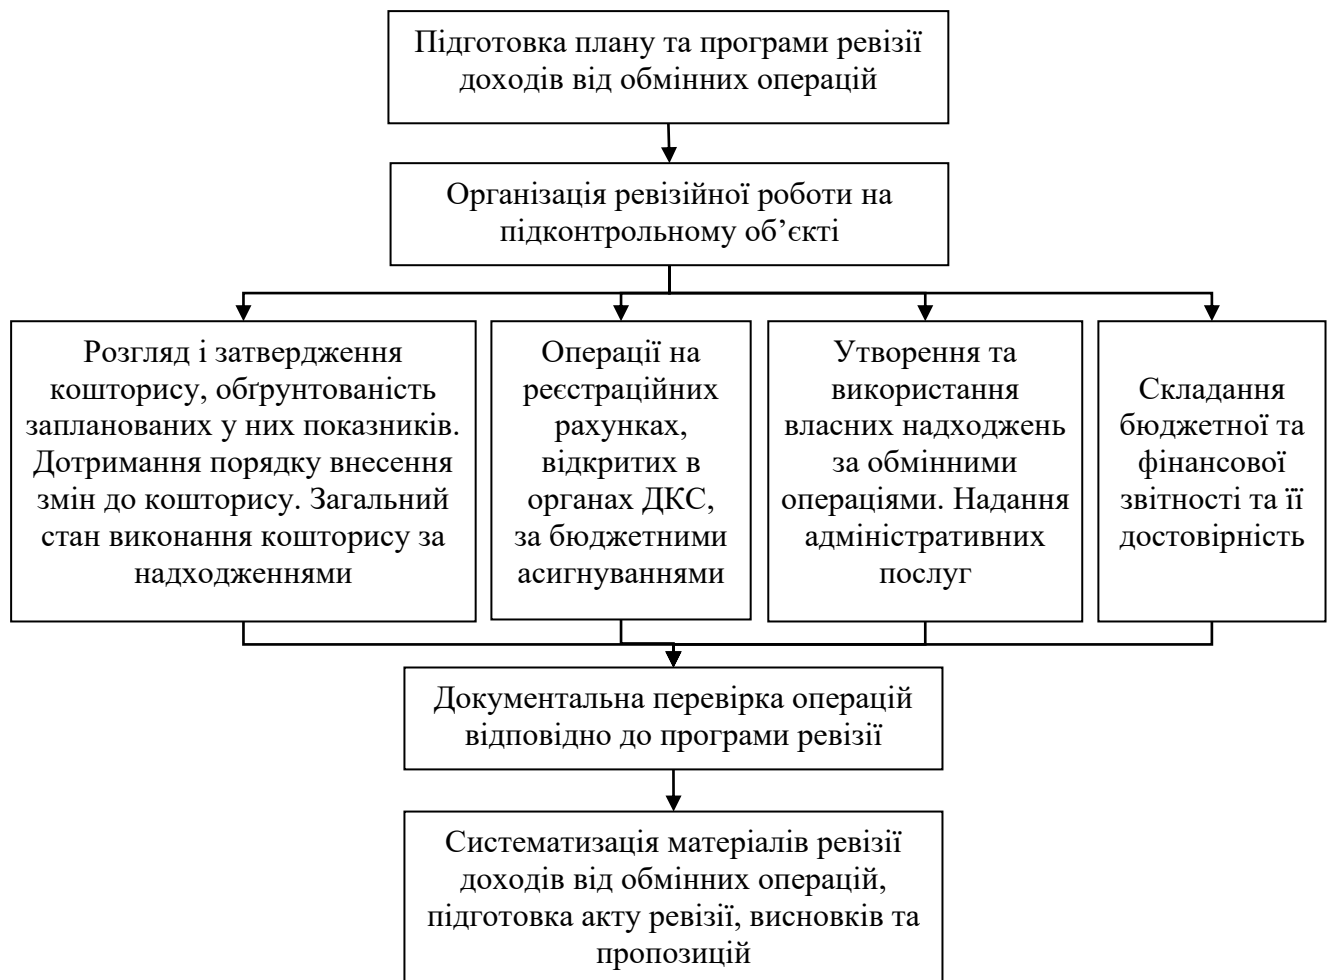 Підготовка плану та програми ревізії
доходів від обмінних операцій
Організація ревізійної роботи на
підконтрольному об’єкті
Розгляд і затвердження
кошторису, обґрунтованість
запланованих у них показників.
Дотримання порядку внесення
змін до кошторису. Загальний
стан виконання кошторису за
надходженнями
Операції на
реєстраційних
рахунках,
відкритих в
органах ДКС,
за бюджетними
асигнуваннями
Утворення та
використання
власних надходжень
за обмінними
операціями. Надання
адміністративних
послуг
Складання
бюджетної та
фінансової
звітності та її
достовірність
Документальна перевірка операцій
відповідно до програми ревізії
Систематизація матеріалів ревізії
доходів від обмінних операцій,
підготовка акту ревізії, висновків та
пропозицій